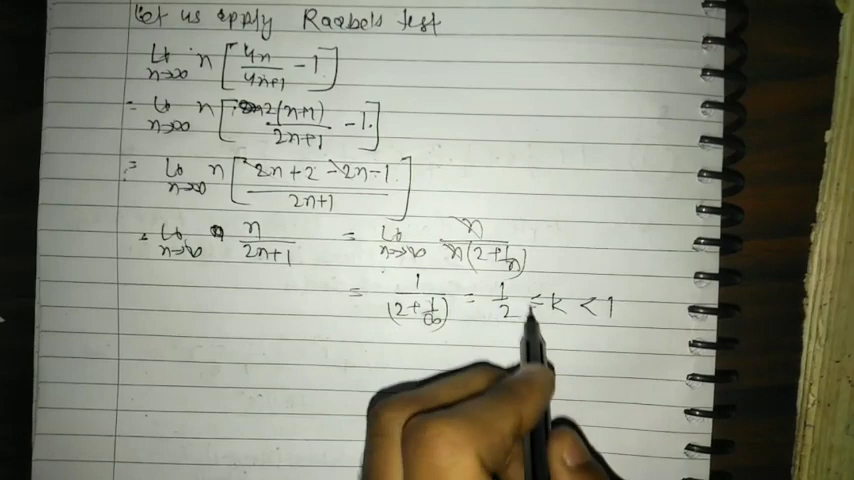 Let us apply Raabels test
Lt n→∞ n [ 4n / 4n+1 - 1 ]
= Lt n→∞ n [ 2(n+1) / 2n+1 - 1. ]
= Lt n→∞ n [ 2n+2 - 2n-1 / 2n+1 ]
= Lt n→∞ n / 2n+1 = Lt n→∞ n / n(2+1/n)
= 1 / (2+1/∞) = 1/2 = k < 1